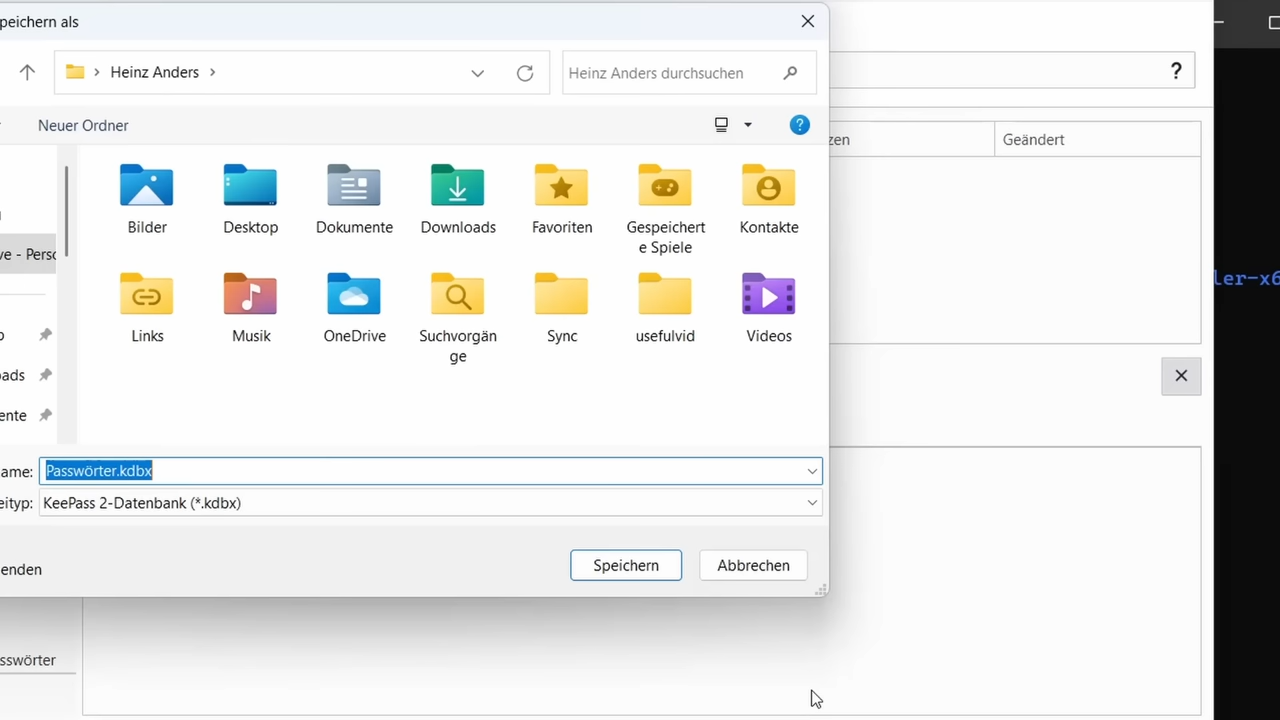 peichern als
Heinz Anders
Heinz Anders durchsuchen
?
Neuer Ordner
?
zen
Geändert
Bilder
Desktop
Dokumente
Downloads
Favoriten
Gespeichert
e Spiele
Kontakte
ve - Perso
ler-x6
Links
Musik
OneDrive
Suchvorgän
ge
Sync
usefulvid
Videos
oads
ente
ame: Passwörter.kdbx
eityp: KeePass 2-Datenbank (*.kdbx)
enden
Speichern
Abbrechen
sswörter